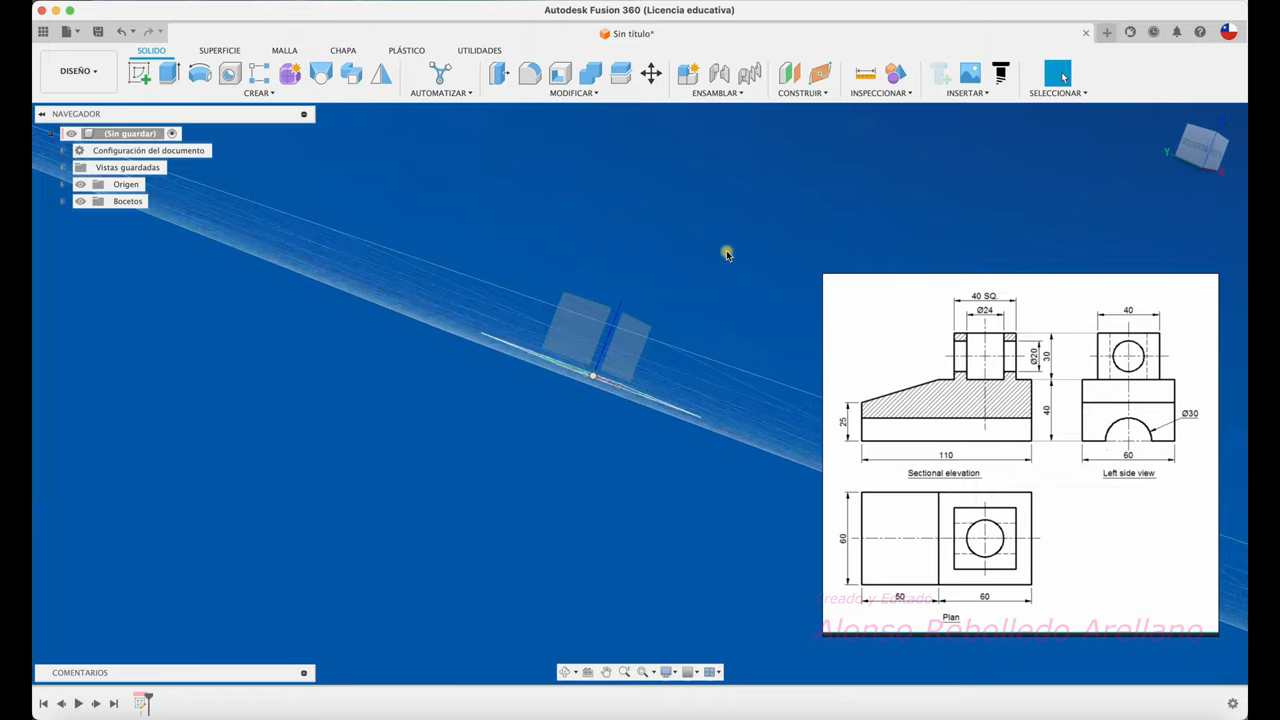 Autodesk Fusion 360 (Licencia educativa)
Sin título*
SOLIDO SUPERFICIE MALLA CHAPA PLÁSTICO UTILIDADES
DISEÑO
CREAR AUTOMATIZAR MODIFICAR ENSAMBLAR CONSTRUIR INSPECCIONAR INSERTAR SELECCIONAR
NAVEGADOR
(Sin guardar)
Configuración del documento
Vistas guardadas
Origen
Bocetos
Z
Y
X
40 SQ.
Ø24
40
Ø20
30
40
25
Ø30
110
60
Sectional elevation
Left side view
60
50
60
Plan
Creado y Editado
Alonso Rebolledo Arellano
COMENTARIOS